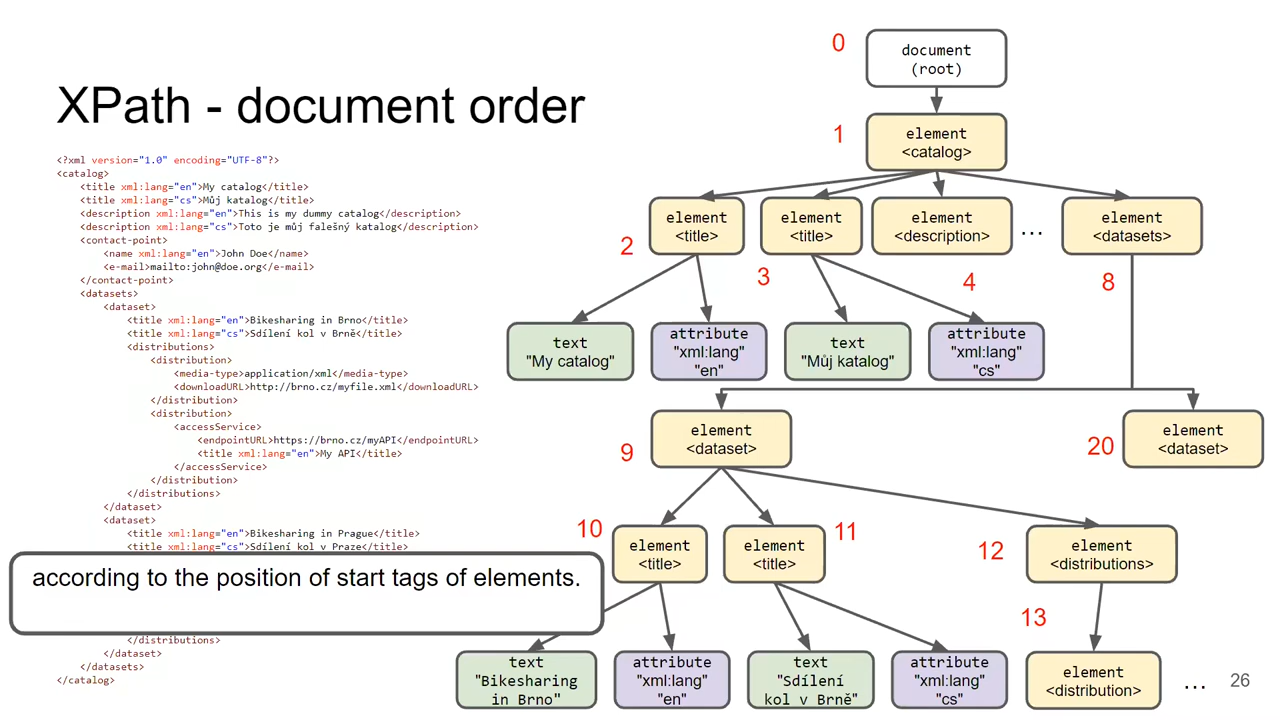 XPath - document order
<?xml version="1.0" encoding="UTF-8"?>
<catalog>
<title xml:lang="en">My catalog</title>
<title xml:lang="cs">Můj katalog</title>
<description xml:lang="en">This is my dummy catalog</description>
<description xml:lang="cs">Toto je můj falešný katalog</description>
<contact-point>
<name xml:lang="en">John Doe</name>
<e-mail>mailto:john@doe.org</e-mail>
</contact-point>
<datasets>
<dataset>
<title xml:lang="en">Bikesharing in Brno</title>
<title xml:lang="cs">Sdílení kol v Brně</title>
<distributions>
<distribution>
<media-type>application/xml</media-type>
<downloadURL>http://brno.cz/myfile.xml</downloadURL>
</distribution>
<distribution>
<accessService>
<endpointURL>https://brno.cz/myAPI</endpointURL>
<title xml:lang="en">My API</title>
</accessService>
</distribution>
</distributions>
</dataset>
<dataset>
<title xml:lang="en">Bikesharing in Prague</title>
<title xml:lang="cs">Sdílení kol v Praze</title>
according to the position of start tags of elements.
</distributions>
</dataset>
</datasets>
</catalog>
0
document
(root)
1
element
<catalog>
2
element
<title>
3
element
<title>
4
element
<description>
...
8
element
<datasets>
text
"My catalog"
attribute
"xml:lang"
"en"
text
"Můj katalog"
attribute
"xml:lang"
"cs"
9
element
<dataset>
20
element
<dataset>
10
element
<title>
11
element
<title>
12
element
<distributions>
13
text
"Bikesharing
in Brno"
attribute
"xml:lang"
"en"
text
"Sdílení
kol v Brně"
attribute
"xml:lang"
"cs"
element
<distribution>
...
26